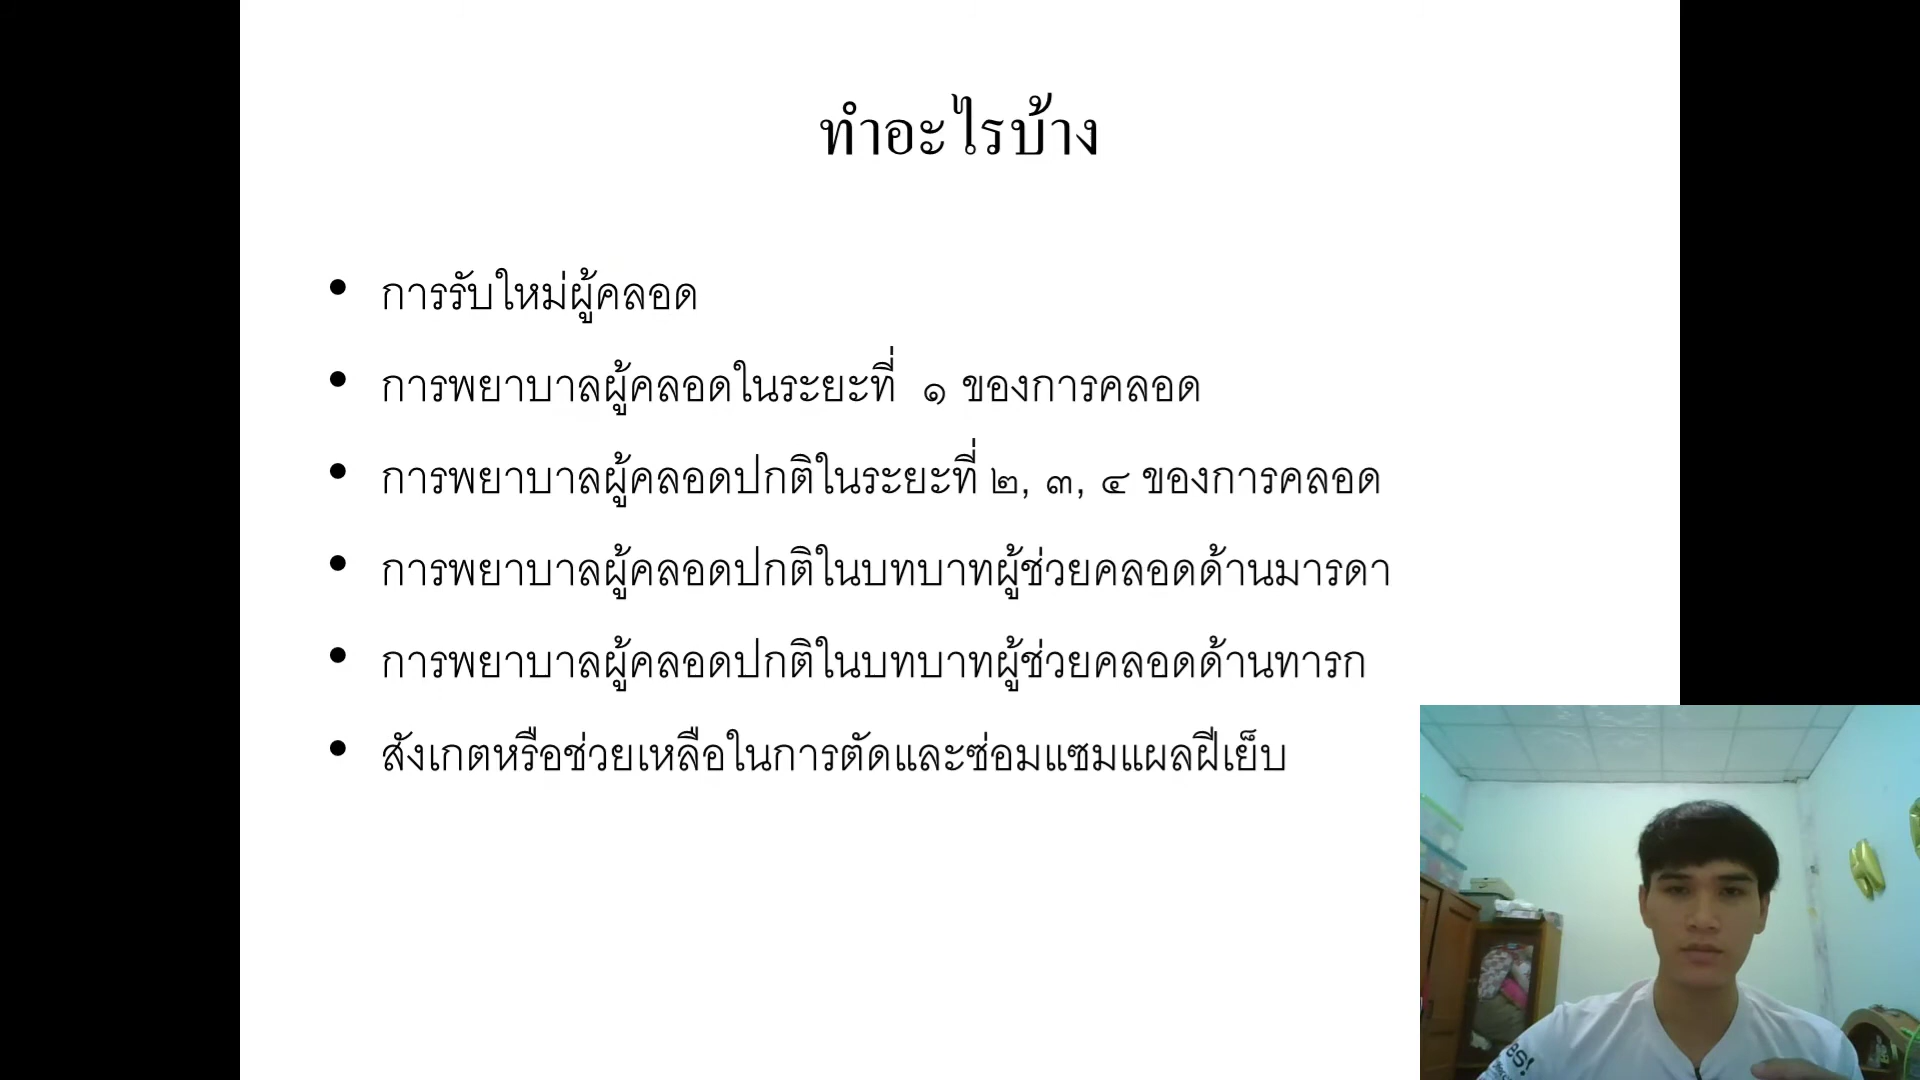 ทำอะไรบ้าง
• การรับใหม่ผู้คลอด
• การพยาบาลผู้คลอดในระยะที่ ๑ ของการคลอด
• การพยาบาลผู้คลอดปกติในระยะที่ ๒, ๓, ๔ ของการคลอด
• การพยาบาลผู้คลอดปกติในบทบาทผู้ช่วยคลอดด้านมารดา
• การพยาบาลผู้คลอดปกติในบทบาทผู้ช่วยคลอดด้านทารก
• สังเกตหรือช่วยเหลือในการตัดและซ่อมแซมแผลฝีเย็บ